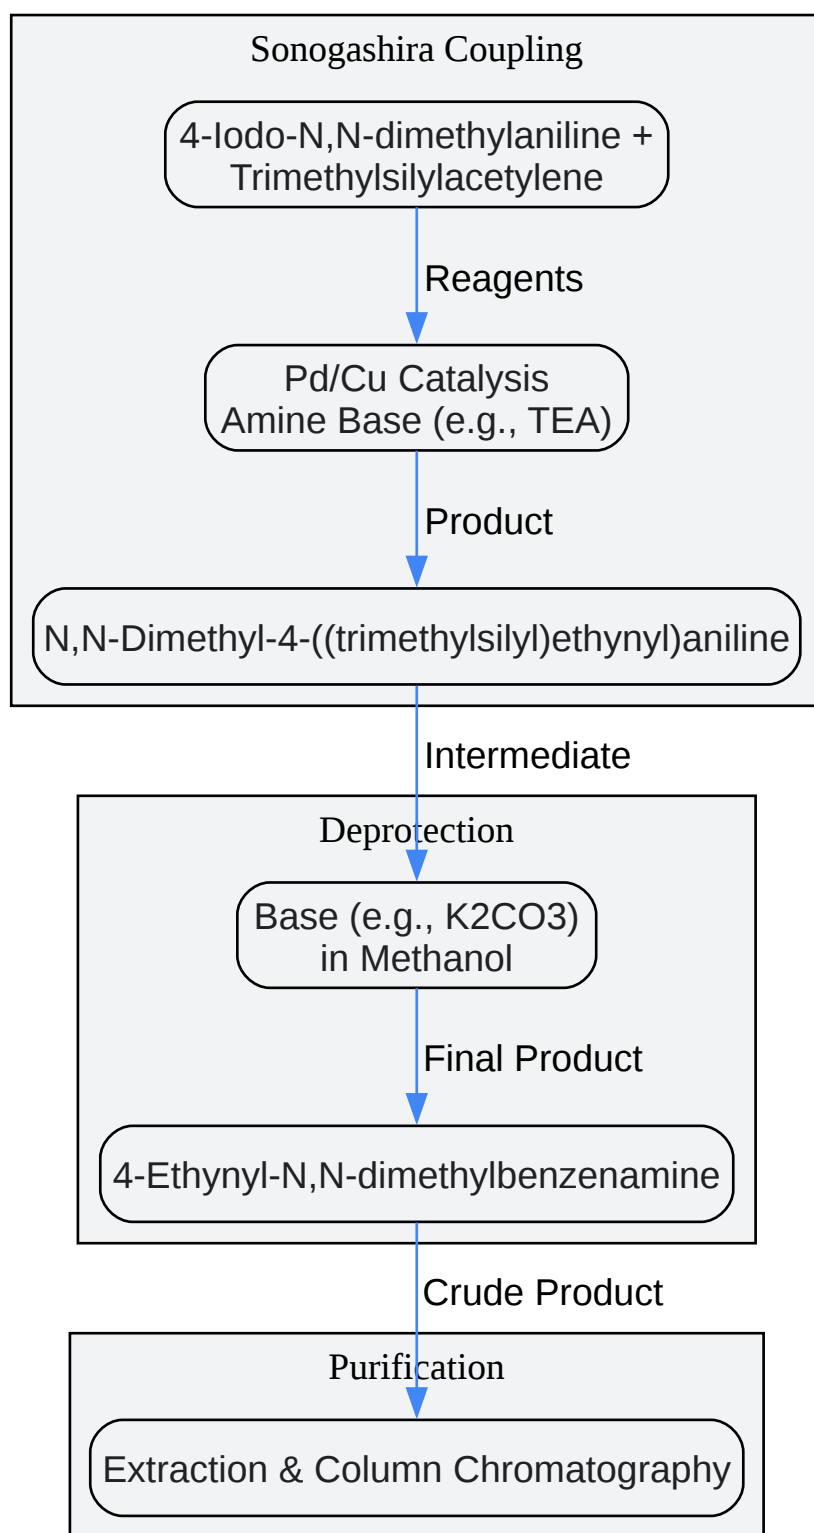 Sonogashira Coupling
4-Iodo-N,N-dimethylaniline +
Trimethylsilylacetylene
Reagents
Pd/Cu Catalysis
Amine Base (e.g., TEA)
Product
N,N-Dimethyl-4-((trimethylsilyl)ethynyl)aniline
Intermediate
Deprotection
Base (e.g., K2CO3)
in Methanol
Final Product
4-Ethynyl-N,N-dimethylbenzenamine
Crude Product
Purification
Extraction & Column Chromatography